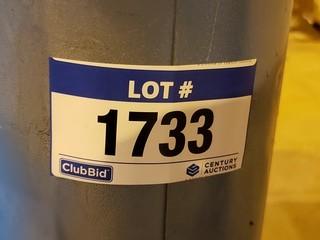 LOT #
1733
ClubBid
CENTURY
AUCTIONS